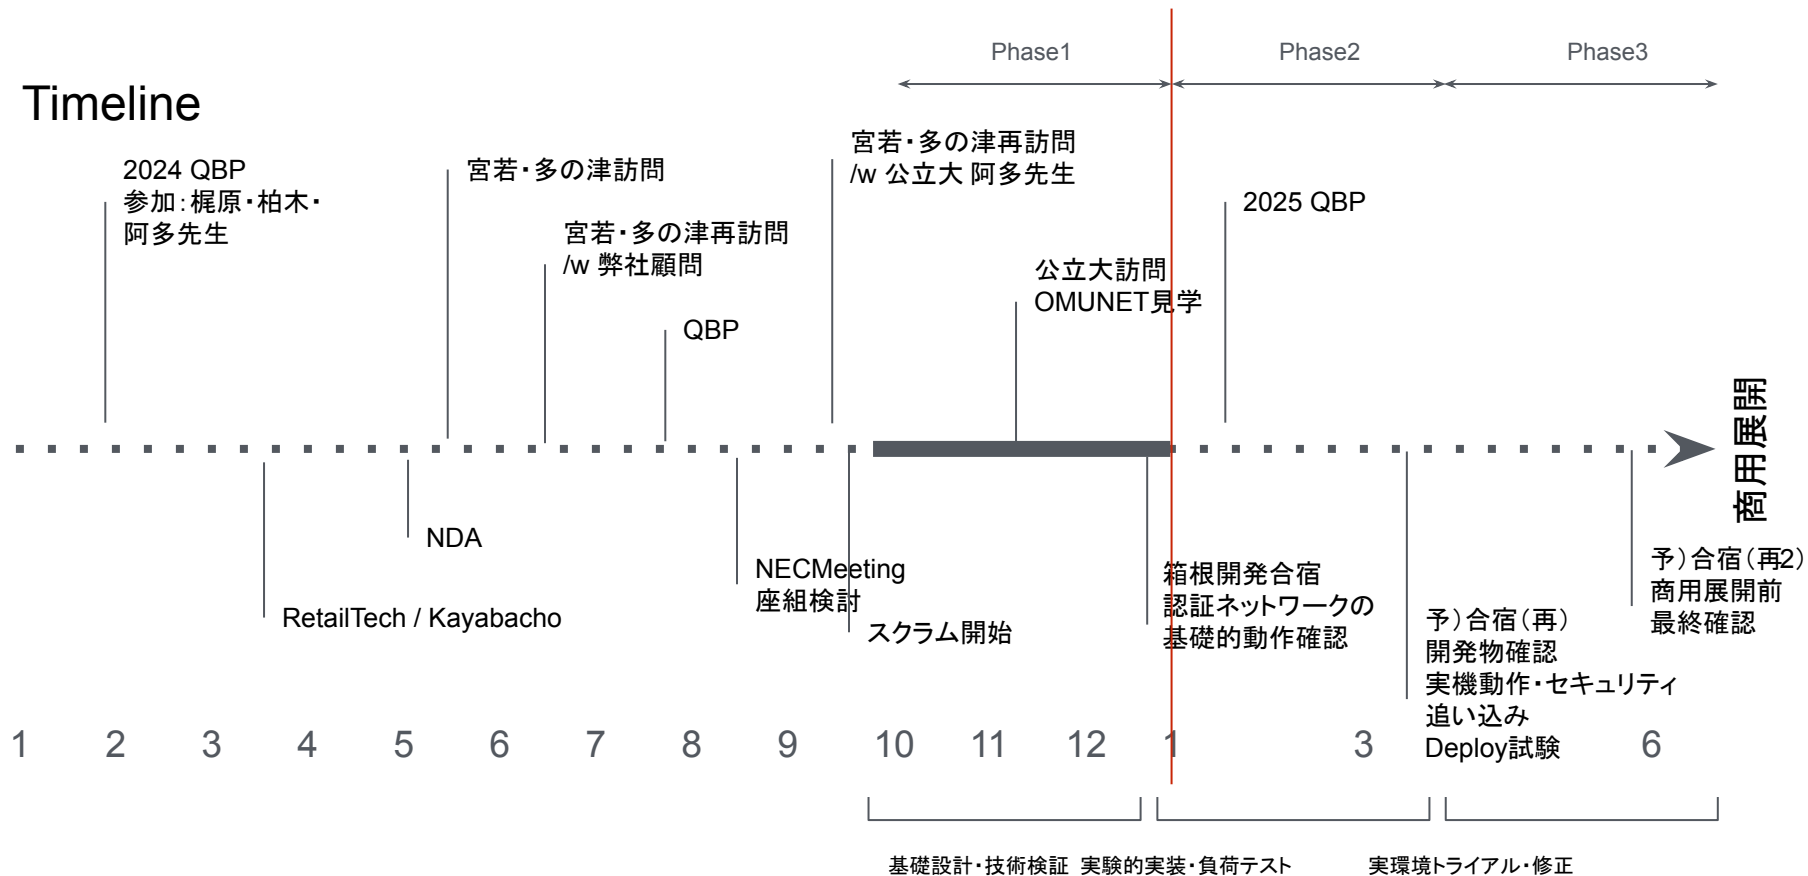 Phase1
Phase2
Phase3
Timeline
2024 QBP
参加：梶原・柏木・
阿多先生
宮若・多の津訪問
宮若・多の津再訪問
/w 弊社顧問
QBP
宮若・多の津再訪問
/w 公立大 阿多先生
公立大訪問
OMUNET見学
2025 QBP
商用展開
RetailTech / Kayabacho
NDA
NECMeeting
座組検討
スクラム開始
箱根開発合宿
認証ネットワークの
基礎的動作確認
予）合宿（再）
開発物確認
実機動作・セキュリティ
追い込み
Deploy試験
予）合宿（再2）
商用展開前
最終確認
1 2 3 4 5 6 7 8 9 10 11 12 1 3 6
基礎設計・技術検証 実験的実装・負荷テスト 実環境トライアル・修正